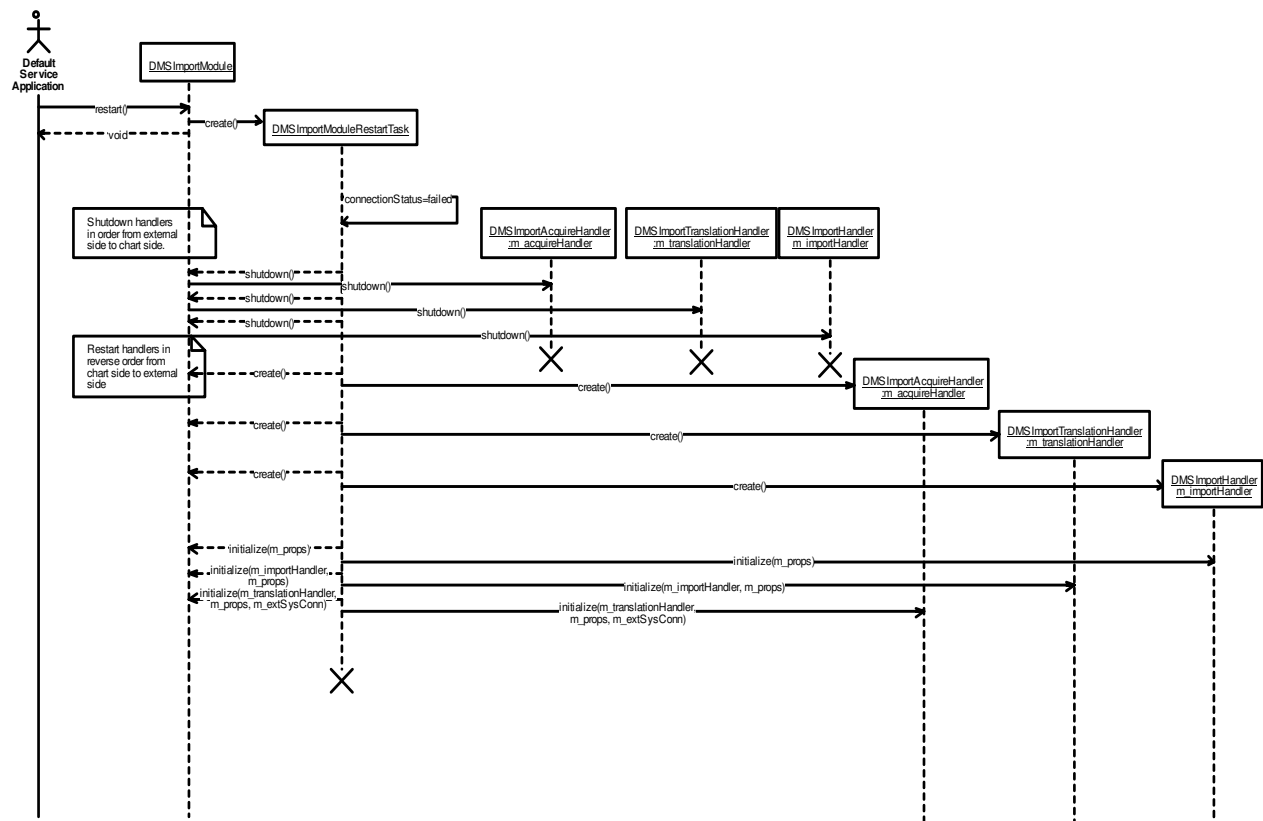 Default
Service
Application
DMSImportModule
restart()
create()
DMSImportModuleRestartTask
void
connectionStatus=failed
Shutdown handlers
in order from external
side to chart side.
DMSImportAcquireHandler
:m_acquireHandler
DMSImportTranslationHandler
:m_translationHandler
DMSImportHandler
m_importHandler
shutdown()
shutdown()
shutdown()
shutdown()
shutdown()
shutdown()
Restart handlers in
reverse order from
chart side to external
side
create()
create()
DMSImportAcquireHandler
:m_acquireHandler
create()
create()
DMSImportTranslationHandler
:m_translationHandler
create()
create()
DMSImportHandler
m_importHandler
initialize(m_props)
initialize(m_props)
initialize(m_importHandler,
m_props)
initialize(m_importHandler, m_props)
initialize(m_translationHandler,
m_props, m_extSysConn)
initialize(m_translationHandler,
m_props, m_extSysConn)